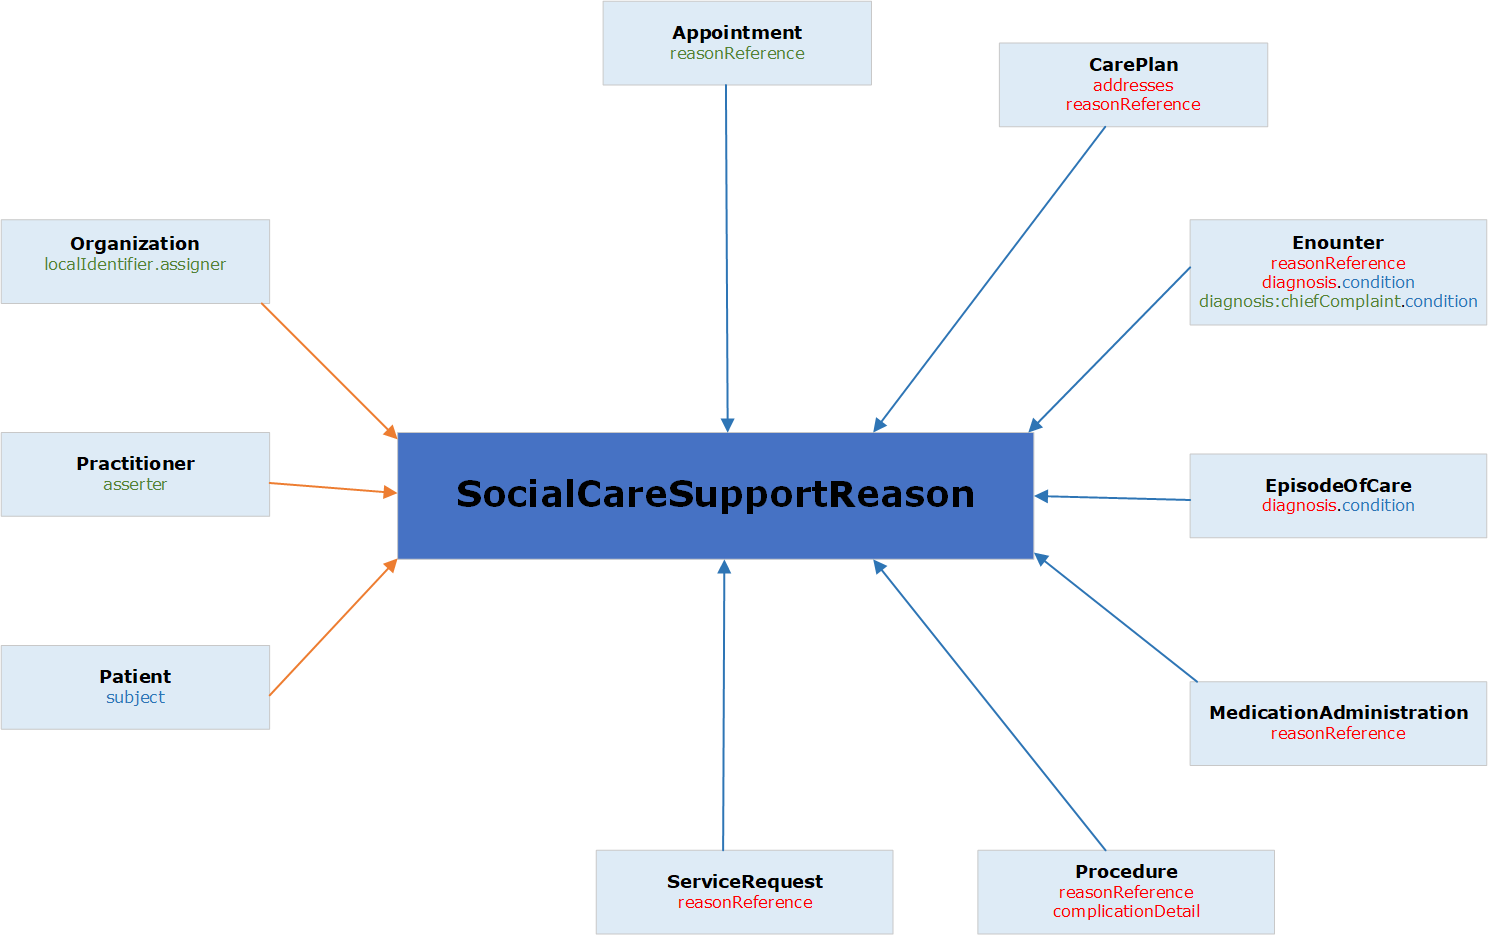 Appointment
reasonReference
CarePlan
addresses
reasonReference
Organization
localIdentifier.assigner
Enounter
reasonReference
diagnosis.condition
diagnosis:chiefComplaint.condition
Practitioner
asserter
SocialCareSupportReason
EpisodeOfCare
diagnosis.condition
Patient
subject
MedicationAdministration
reasonReference
ServiceRequest
reasonReference
Procedure
reasonReference
complicationDetail